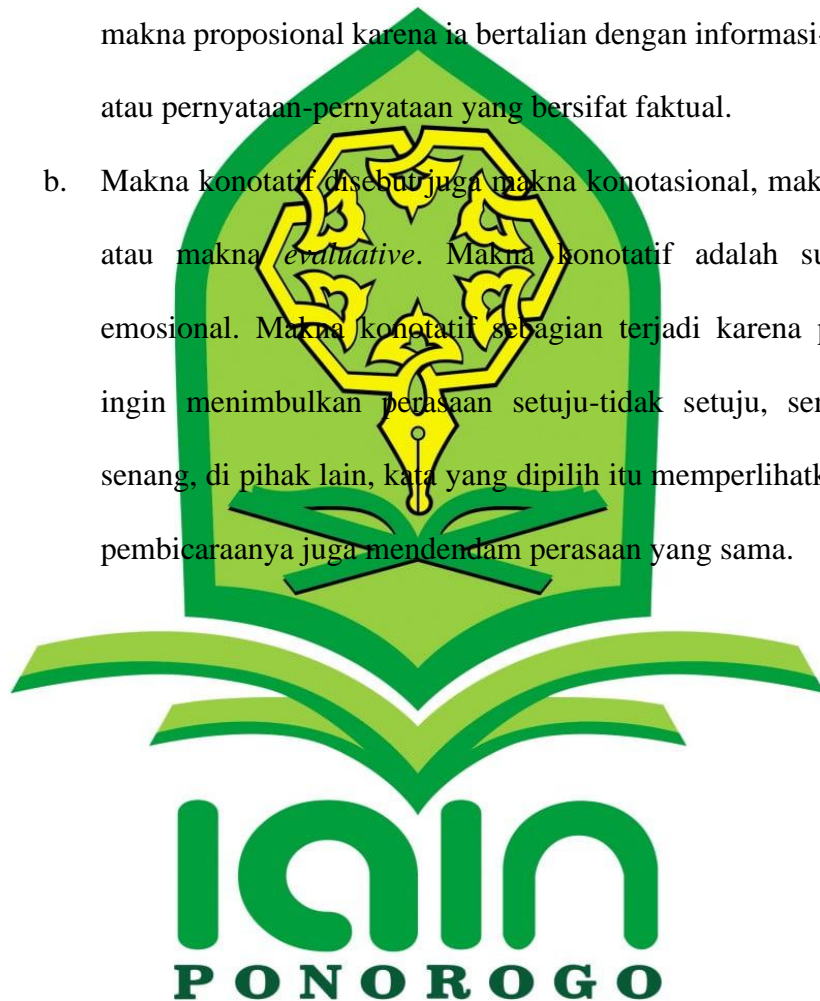 makna proposional karena ia bertalian dengan informasi-
atau pernyataan-pernyataan yang bersifat faktual.
b. Makna konotatif disebut juga makna konotasional, mak
atau makna evaluative. Makna konotatif adalah su
emosional. Makna konotatif sebagian terjadi karena p
ingin menimbulkan perasaan setuju-tidak setuju, ser
senang, di pihak lain, kata yang dipilih itu memperlihatk
pembicaraanya juga mendendam perasaan yang sama.
iain
PONOROGO